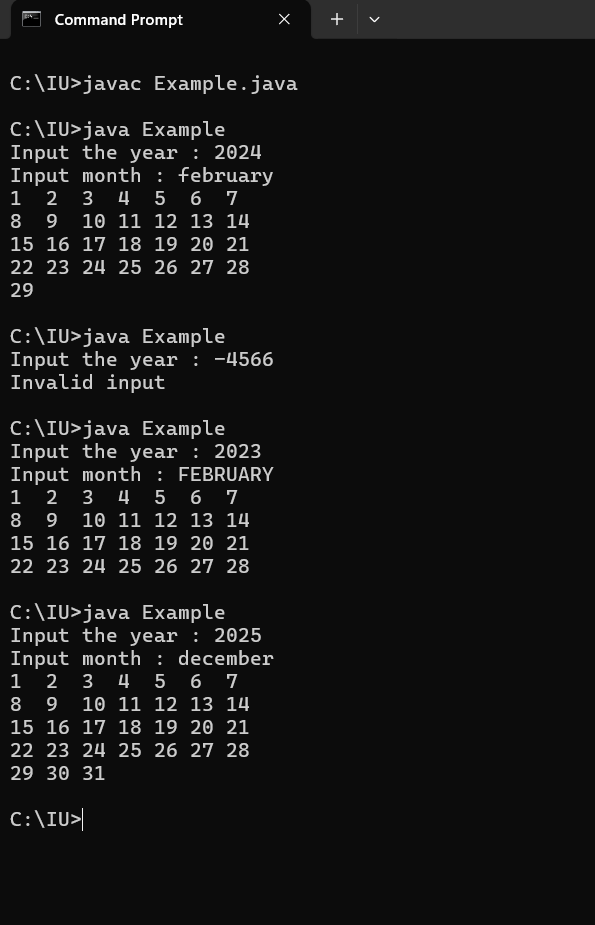 Command Prompt
C:\IU>javac Example.java
C:\IU>java Example
Input the year : 2024
Input month : february
1  2  3  4  5  6  7
8  9  10 11 12 13 14
15 16 17 18 19 20 21
22 23 24 25 26 27 28
29
C:\IU>java Example
Input the year : -4566
Invalid input
C:\IU>java Example
Input the year : 2023
Input month : FEBRUARY
1  2  3  4  5  6  7
8  9  10 11 12 13 14
15 16 17 18 19 20 21
22 23 24 25 26 27 28
C:\IU>java Example
Input the year : 2025
Input month : december
1  2  3  4  5  6  7
8  9  10 11 12 13 14
15 16 17 18 19 20 21
22 23 24 25 26 27 28
29 30 31
C:\IU>